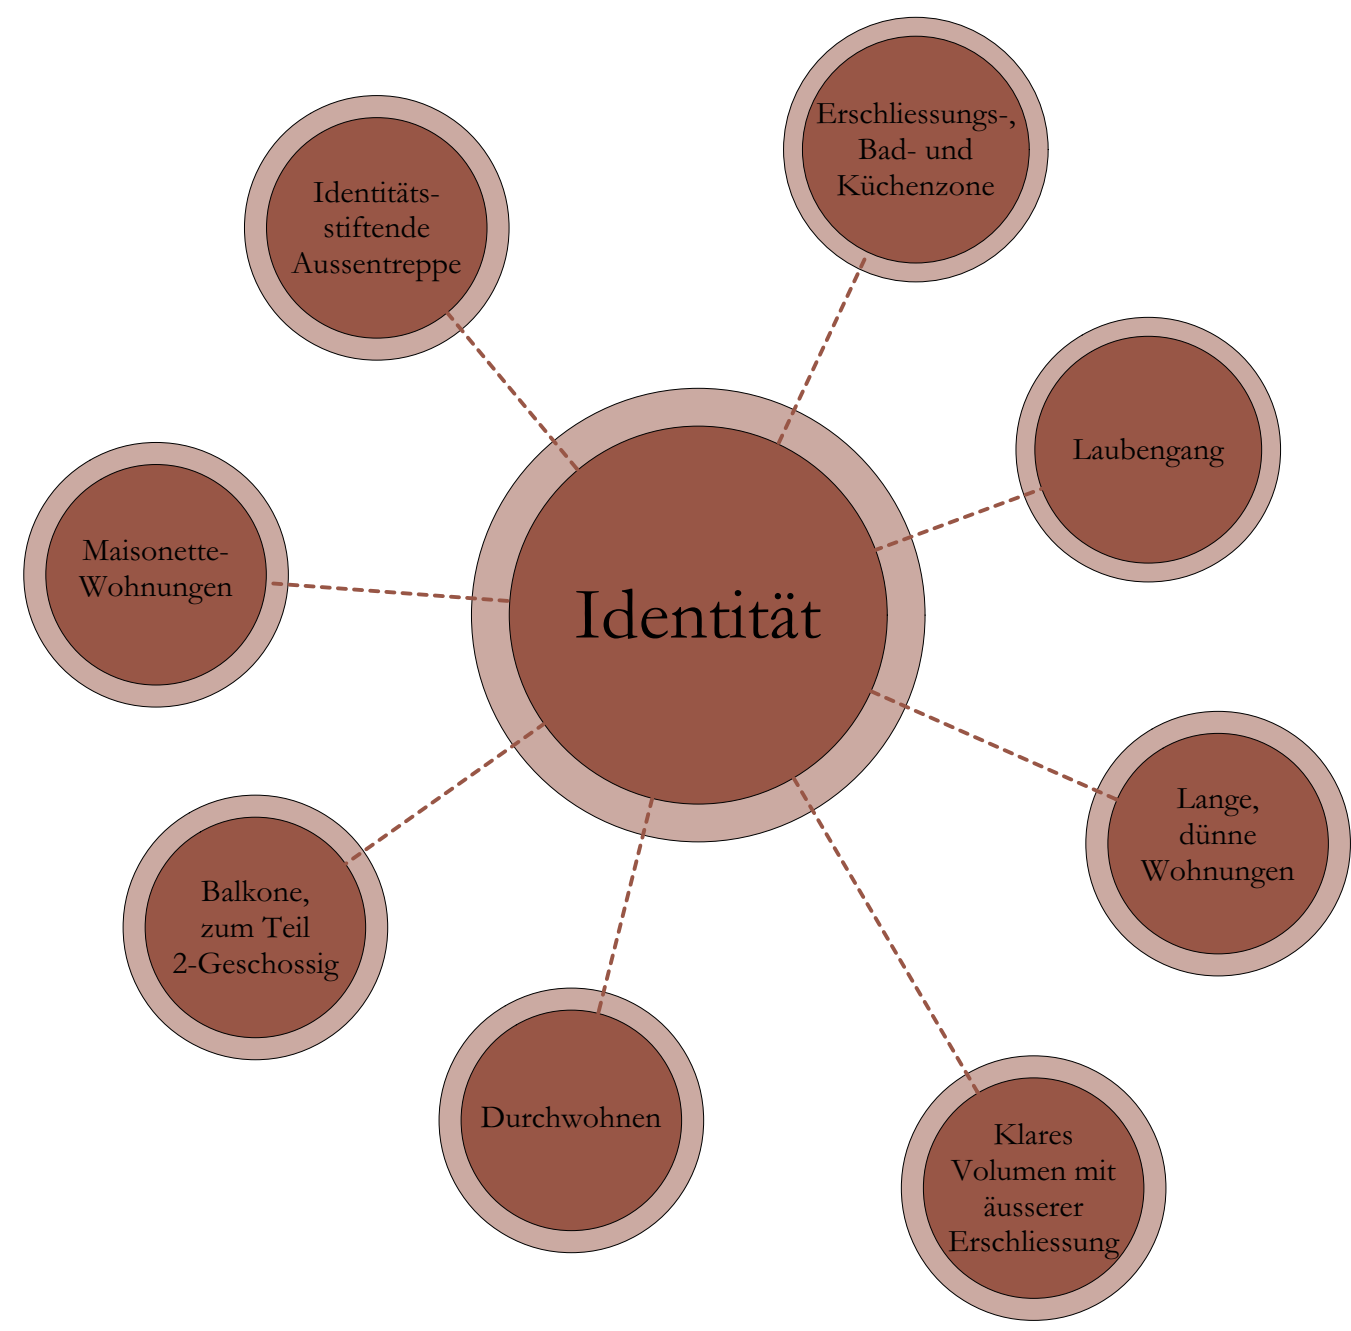 Erschliessungs-,
Bad- und
Küchenzone
Identitäts-
stiftende
Aussentreppe
Laubengang
Maisonette-
Wohnungen
Identität
Lange,
dünne
Wohnungen
Balkone,
zum Teil
2-Geschossig
Durchwohnen
Klares
Volumen mit
äusserer
Erschliessung